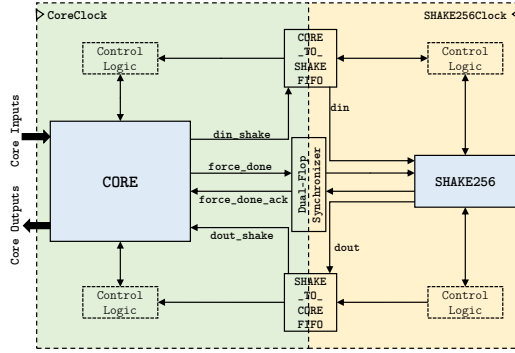 CoreClock
SHAKE256Clock
Control
Logic
CORE
_TO_
SHAKE
FIFO
Control
Logic
din
Core Inputs
din_shake
CORE
force_done
Dual-Flop
Synchronizer
SHAKE256
force_done_ack
Core Outputs
dout_shake
dout
Control
Logic
SHAKE
_TO_
CORE
FIFO
Control
Logic